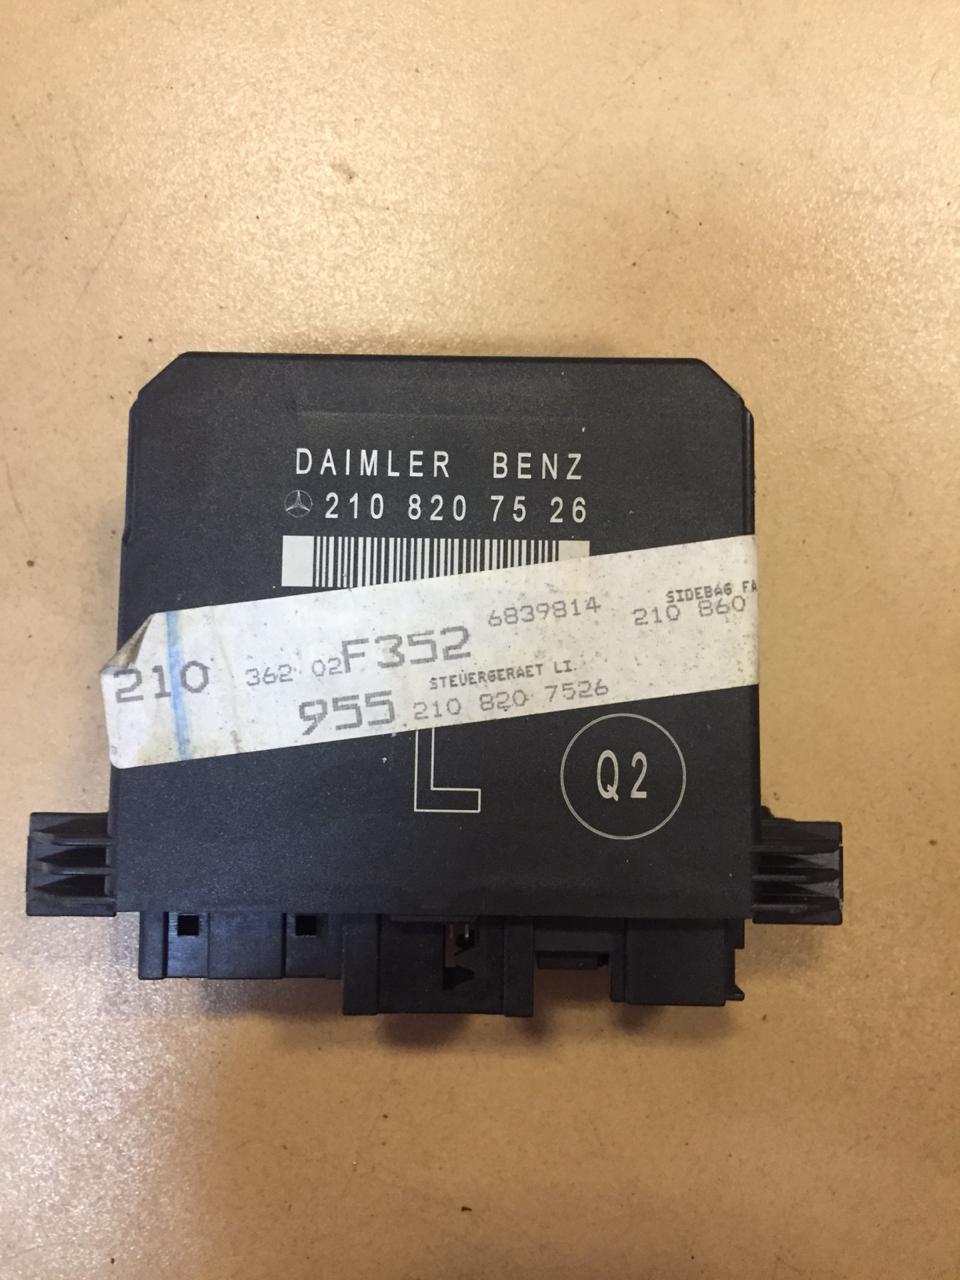 DAIMLER BENZ
210 820 75 26
6839814
SIDEBAG FA
210 860
210
362 02
F352
STEUERGERAET LI.
955
210 820 7526
L
Q2